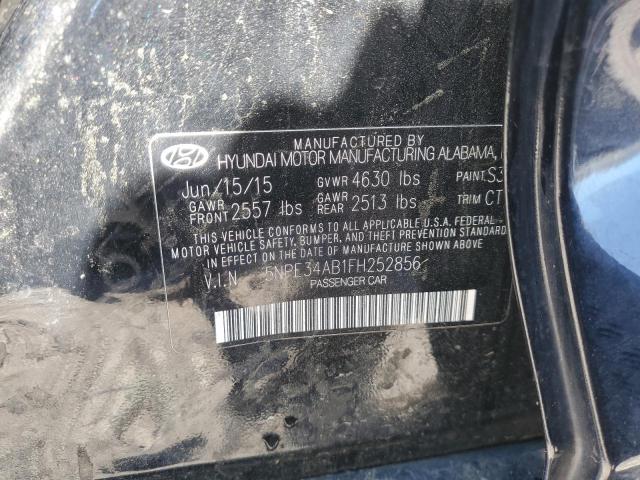 MANUFACTURED BY
HYUNDAI MOTOR MANUFACTURING ALABAMA,
Jun/15/15 GVWR 4630 lbs PAINT:S3
GAWR FRONT 2557 lbs GAWR REAR 2513 lbs TRIM CT
THIS VEHICLE CONFORMS TO ALL APPLICABLE U.S.A. FEDERAL
MOTOR VEHICLE SAFETY, BUMPER, AND THEFT PREVENTION STANDARD
IN EFFECT ON THE DATE OF MANUFACTURE SHOWN ABOVE.
V.I.N 5NPE34AB1FH252856
PASSENGER CAR